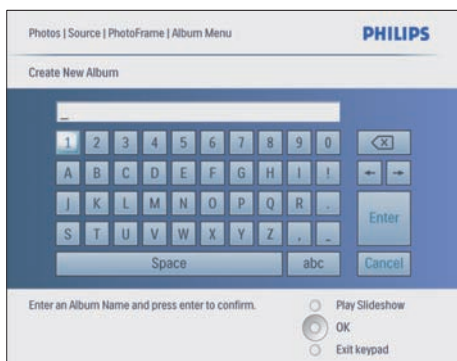 Photos | Source | PhotoFrame | Album Menu PHILIPS
Create New Album
_
1 2 3 4 5 6 7 8 9 0
A B C D E F G H I !
J K L M N O P Q R .
Enter
S T U V W X Y Z , _
Space abc Cancel
Enter an Album Name and press enter to confirm.
Play Slideshow
OK
Exit keypad